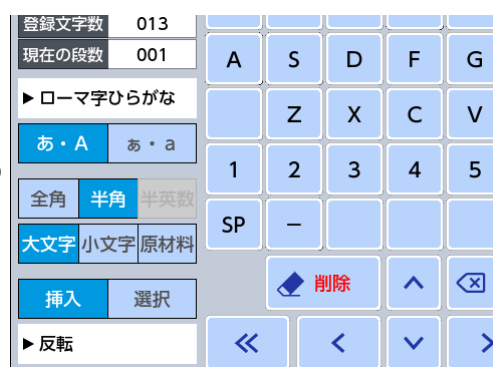 登録文字数 013
現在の段数 001
▶ ローマ字ひらがな
あ・A ぁ・a
全角 半角 半英数
大文字 小文字 原材料
挿入 選択
▶ 反転
A S D F G
Z X C V
1 2 3 4 5
SP −
削除